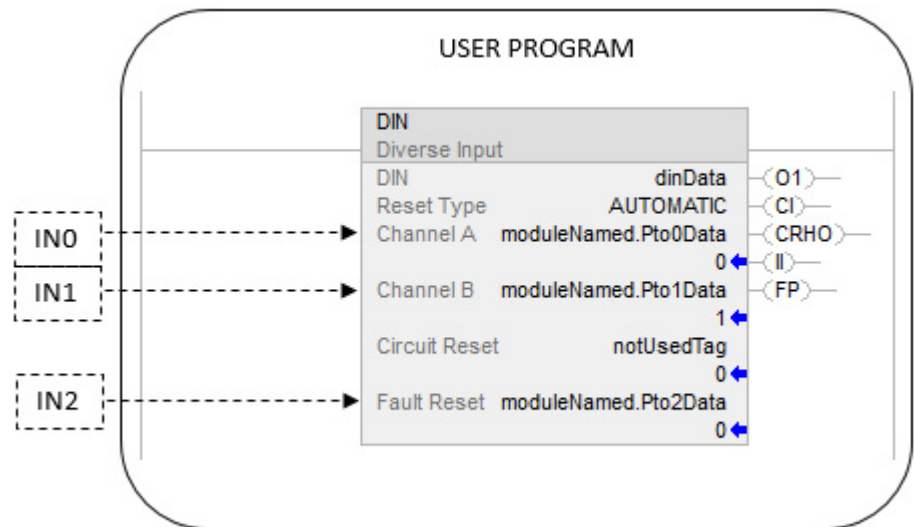 USER PROGRAM
DIN
Diverse Input
DIN dinData (O1)
Reset Type AUTOMATIC (CI)
IN0 Channel A moduleNamed.Pto0Data (CRHO)
0 (II)
IN1 Channel B moduleNamed.Pto1Data (FP)
1
Circuit Reset notUsedTag
0
IN2 Fault Reset moduleNamed.Pto2Data
0